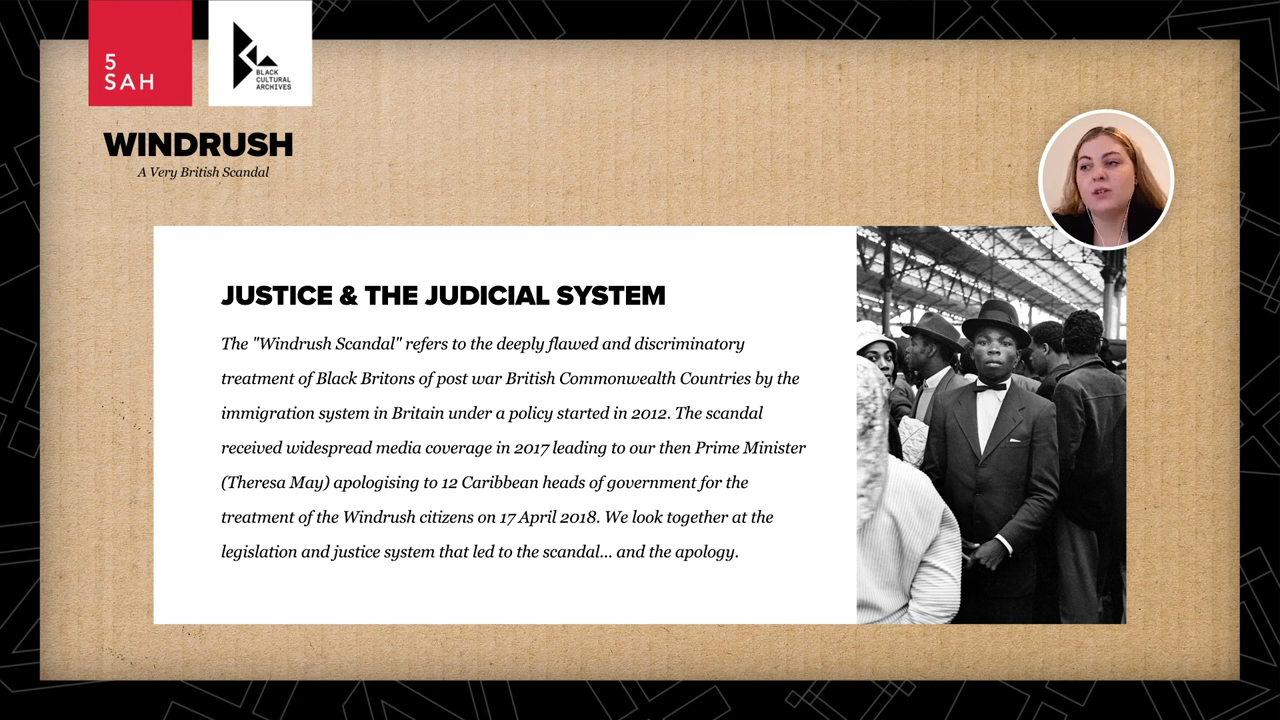 5
SAH
BLACK
CULTURAL
ARCHIVES
WINDRUSH
A Very British Scandal
JUSTICE & THE JUDICIAL SYSTEM
The "Windrush Scandal" refers to the deeply flawed and discriminatory
treatment of Black Britons of post war British Commonwealth Countries by the
immigration system in Britain under a policy started in 2012. The scandal
received widespread media coverage in 2017 leading to our then Prime Minister
(Theresa May) apologising to 12 Caribbean heads of government for the
treatment of the Windrush citizens on 17 April 2018. We look together at the
legislation and justice system that led to the scandal... and the apology.